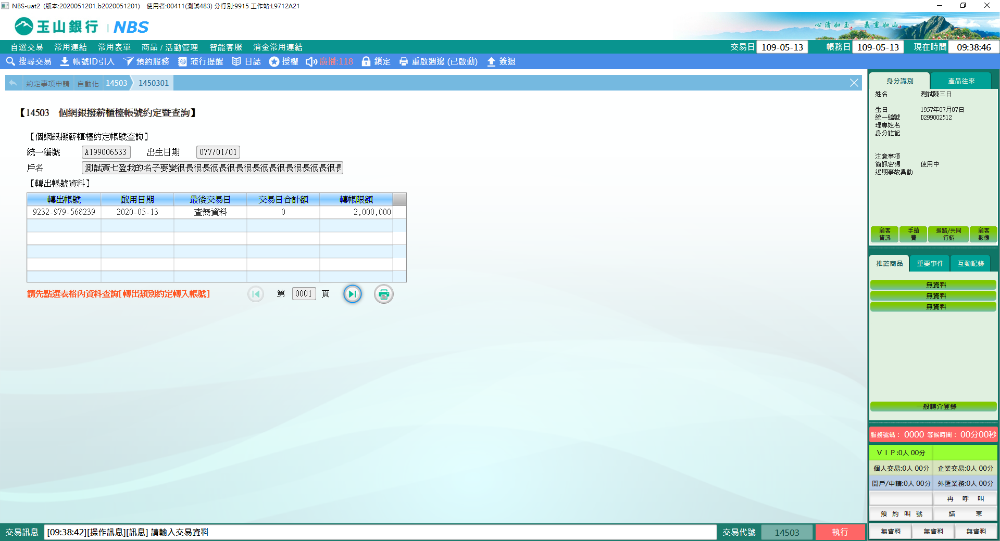 NBS-uat2 (版本:2020051201.b2020051201) 使用者:00411(測試483) 分行別:9915 工作站:L9712A21
玉山銀行 | NBS
心清如玉。義重如山。
自選交易 常用連結 常用表單 商品 / 活動管理 智能客服 消金常用連結 交易日 109-05-13 帳務日 109-05-13 現在時間 09:38:46
搜尋交易 帳號ID引入 預約服務 蒞行提醒 日誌 授權 廣播:118 鎖定 重啟週邊 (已啟動) 簽退
約定事項申請 自動化 14503 1450301
【14503 個網銀撥薪櫃檯帳號約定暨查詢】
【個網銀撥薪櫃檯約定帳號查詢】
統一編號 A199006533 出生日期 077/01/01
戶名 測試黃七盈我的名子要變很長很長很長很長很長很長很長很長很長很長
【轉出帳號資料】
轉出帳號 啟用日期 最後交易日 交易日合計額 轉帳限額
9232-979-568239 2020-05-13 查無資料 0 2,000,000
請先點選表格內資料查詢[轉出類別約定轉入帳號] 第 0001 頁
身分識別 產品往來
姓名 測試陳三日
生日 1957年07月07日
統一編號 D299002512
理專姓名
身分註記
注意事項
簡訊密碼 使用中
近期事故異動
顧客資訊 手續費 通路/共同行銷 顧客影像
推薦商品 重要事件 互動記錄
無資料
無資料
無資料
一般轉介登錄
服務號碼： 0000 等候時間： 00分00秒
ＶＩＰ:0人 00分
個人交易:0人 00分 企業交易:0人 00分
開戶/申請:0人 00分 外匯業務:0人 00分
再 呼 叫
預 約 叫 號 結 束
無資料 無資料 無資料
交易訊息 [09:38:42][操作訊息][訊息] 請輸入交易資料 交易代號 14503 執行